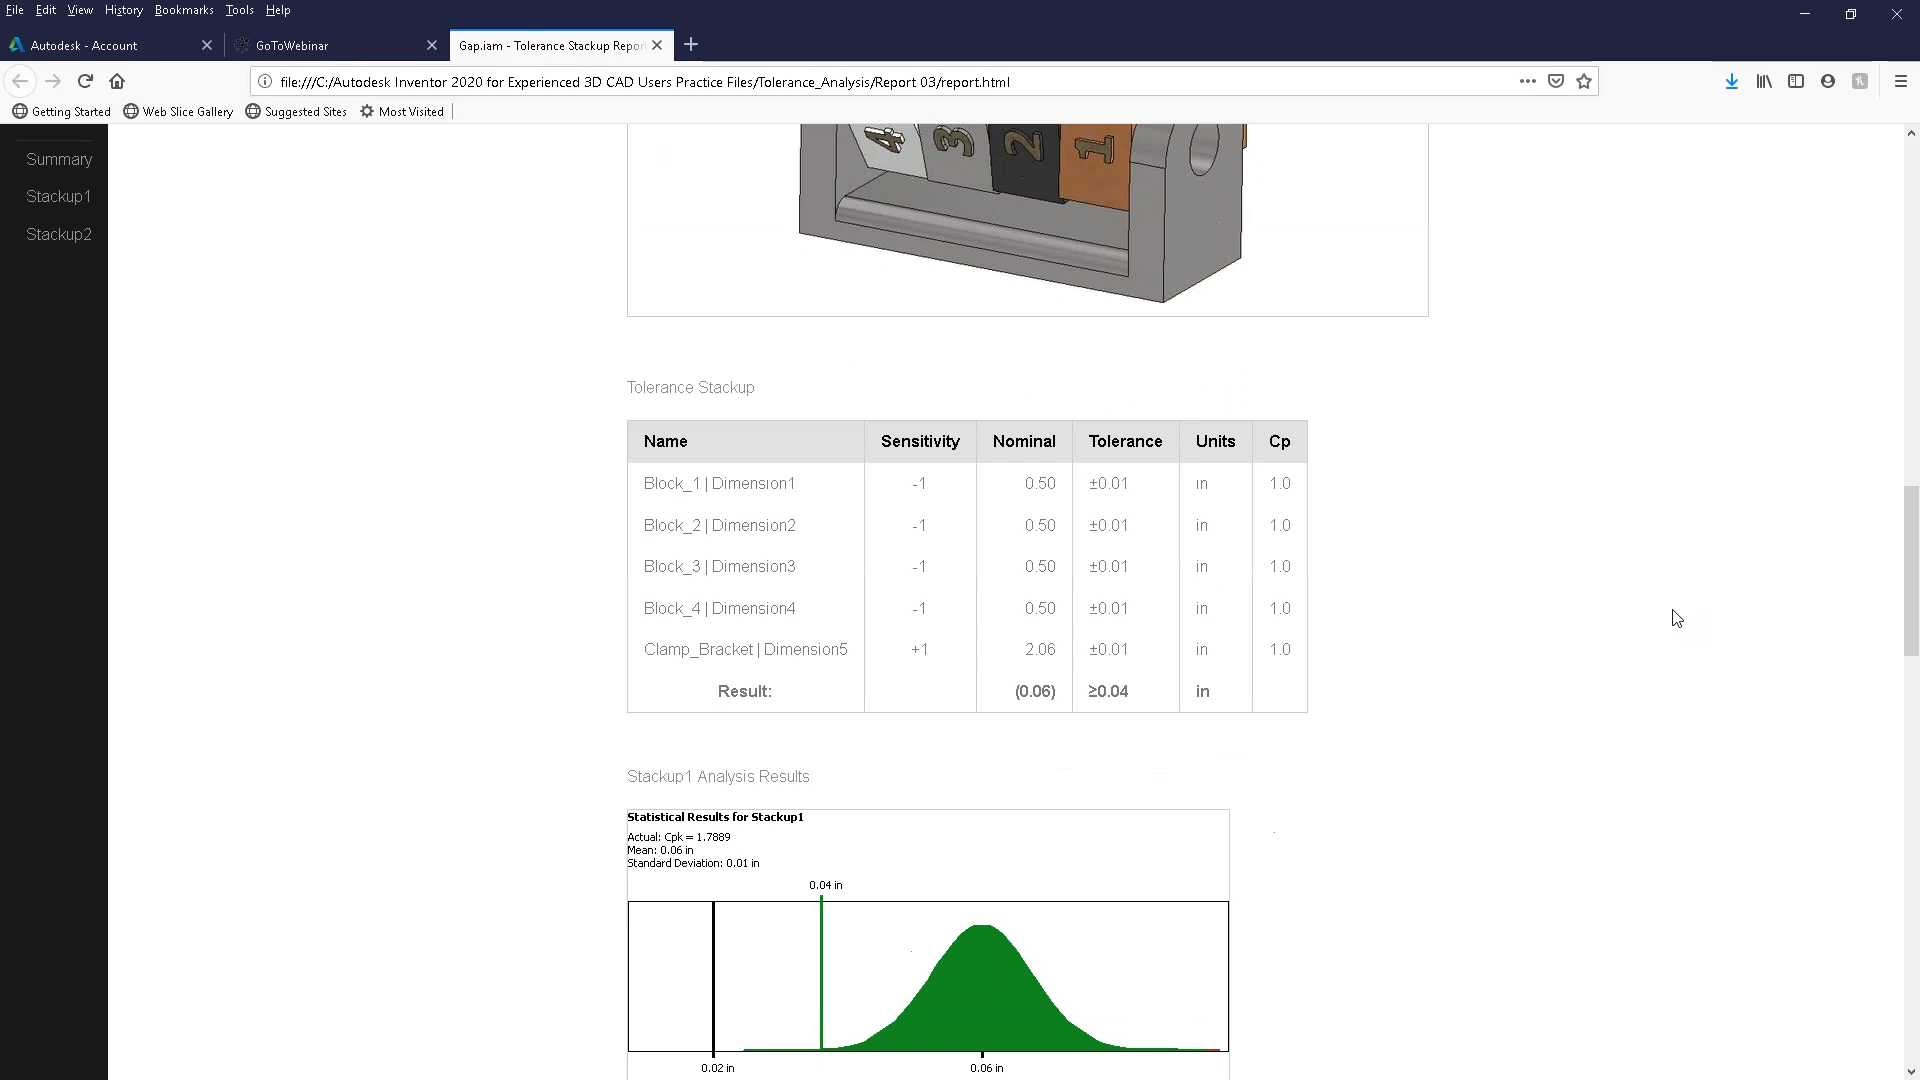 File Edit View History Bookmarks Tools Help
Autodesk - Account
GoToWebinar
Gap.iam - Tolerance Stackup Repor
file:///C:/Autodesk Inventor 2020 for Experienced 3D CAD Users Practice Files/Tolerance_Analysis/Report 03/report.html
Getting Started Web Slice Gallery Suggested Sites Most Visited
Summary
Stackup1
Stackup2
4 3 2 1
Tolerance Stackup
Name Sensitivity Nominal Tolerance Units Cp
Block_1 | Dimension1 -1 0.50 ±0.01 in 1.0
Block_2 | Dimension2 -1 0.50 ±0.01 in 1.0
Block_3 | Dimension3 -1 0.50 ±0.01 in 1.0
Block_4 | Dimension4 -1 0.50 ±0.01 in 1.0
Clamp_Bracket | Dimension5 +1 2.06 ±0.01 in 1.0
Result: (0.06) ≥0.04 in
Stackup1 Analysis Results
Statistical Results for Stackup1
Actual: Cpk = 1.7889
Mean: 0.06 in
Standard Deviation: 0.01 in
0.04 in
0.02 in 0.06 in